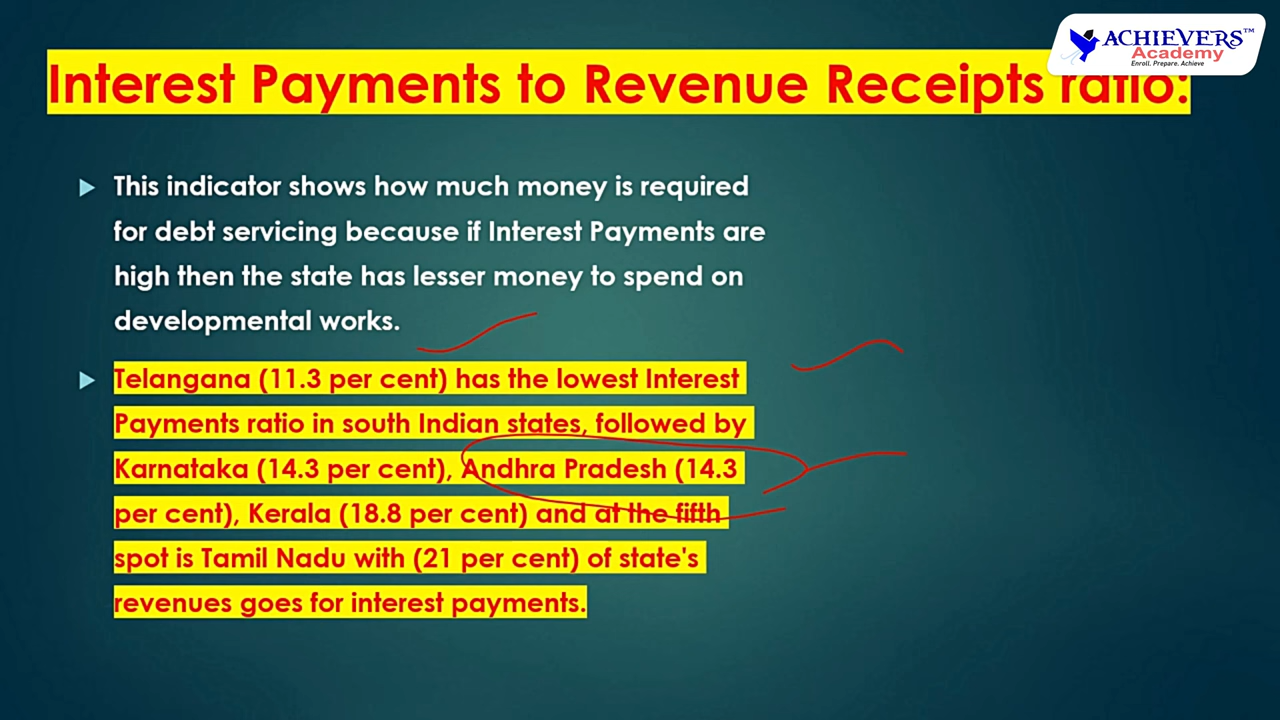 ACHIEVERS™
Academy
Enroll. Prepare. Achieve
Interest Payments to Revenue Receipts ratio:
This indicator shows how much money is required
for debt servicing because if Interest Payments are
high then the state has lesser money to spend on
developmental works.
Telangana (11.3 per cent) has the lowest Interest
Payments ratio in south Indian states, followed by
Karnataka (14.3 per cent), Andhra Pradesh (14.3
per cent), Kerala (18.8 per cent) and at the fifth
spot is Tamil Nadu with (21 per cent) of state's
revenues goes for interest payments.